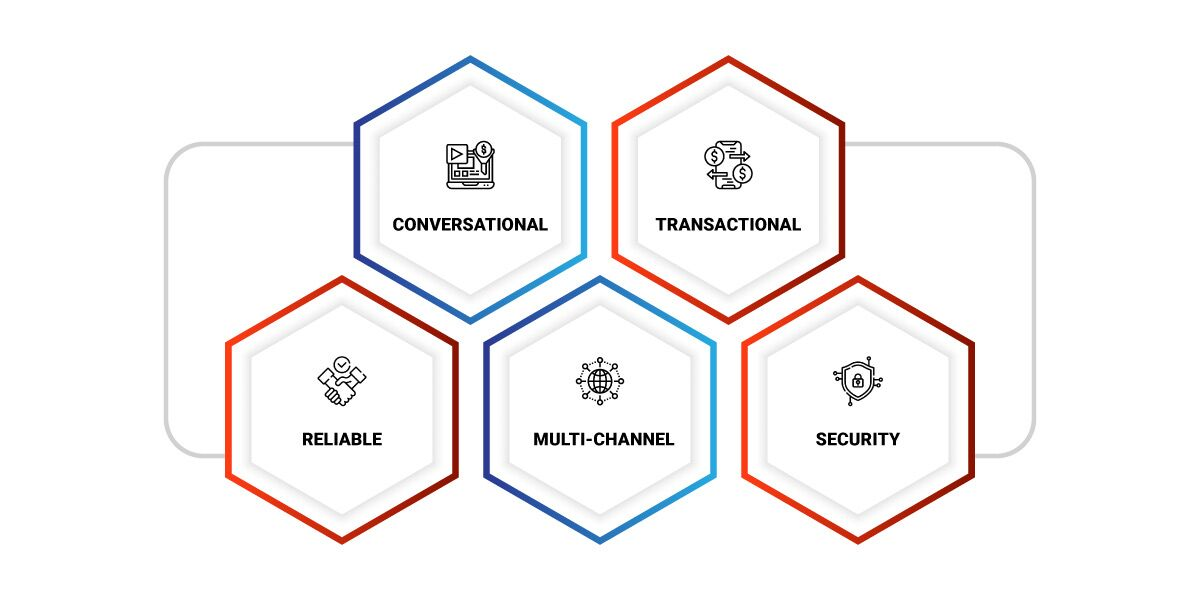 CONVERSATIONAL
TRANSACTIONAL
RELIABLE
MULTI-CHANNEL
SECURITY